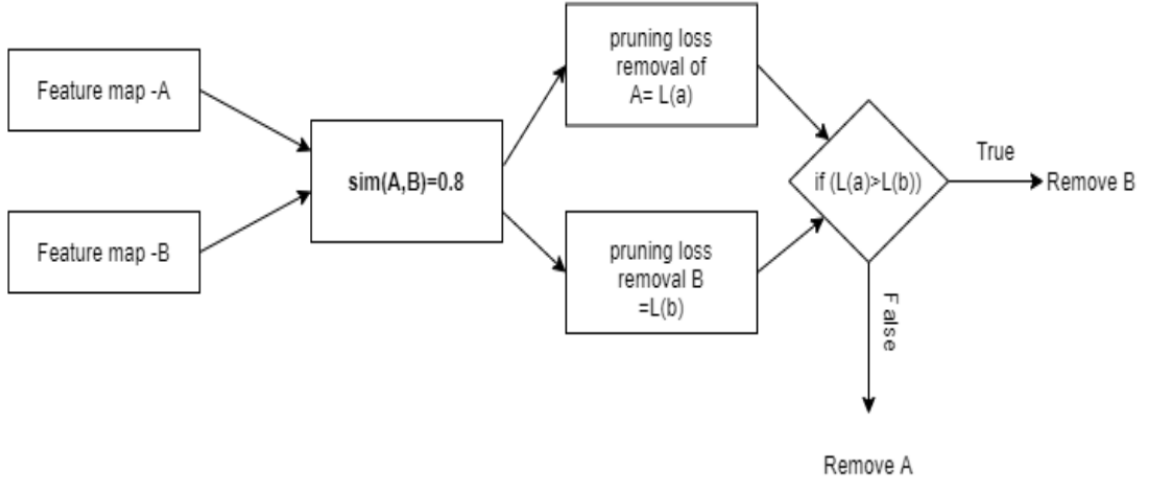 Feature map -A
Feature map -B
sim(A,B)=0.8
pruning loss
removal of
A= L(a)
pruning loss
removal B
=L(b)
if (L(a)>L(b))
True
Remove B
False
Remove A